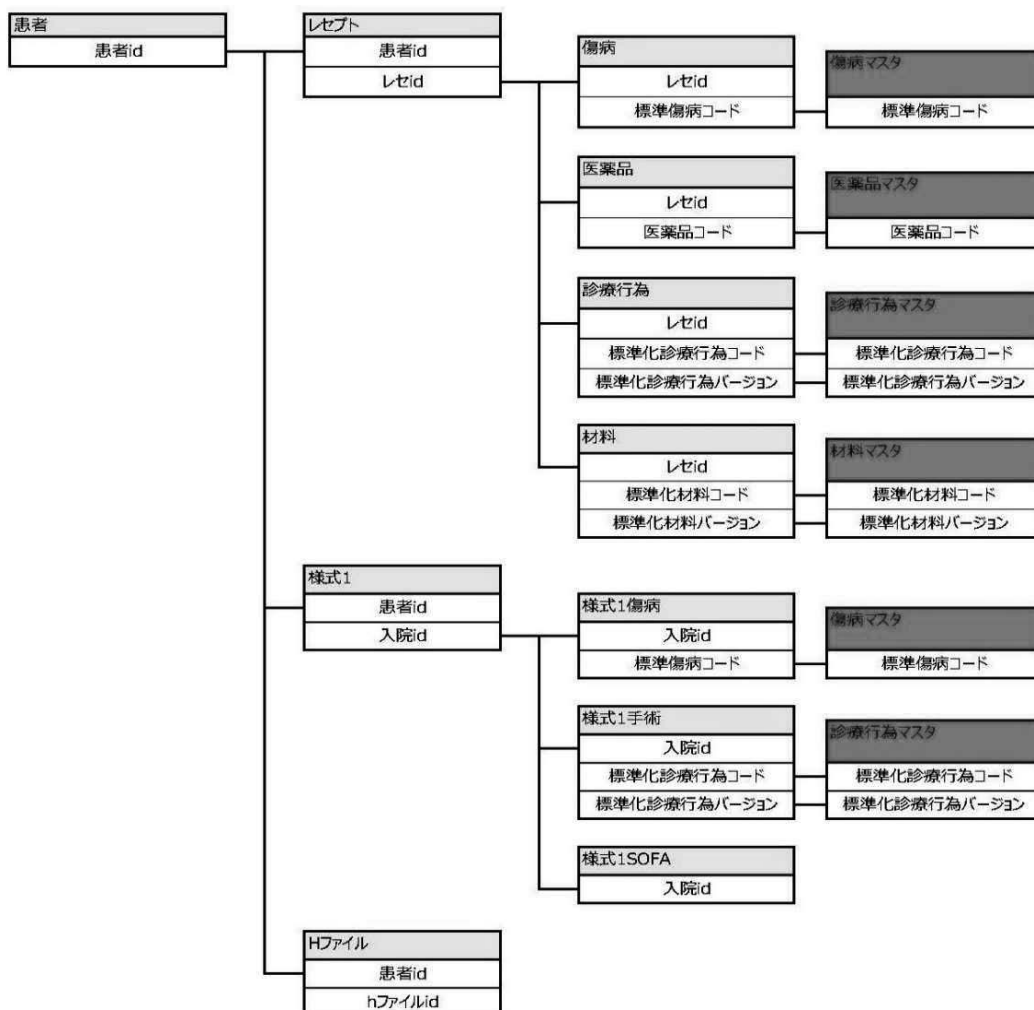 患者
患者id
レセプト
患者id
レセid
傷病
レセid
標準傷病コード
傷病マスタ
標準傷病コード
医薬品
レセid
医薬品コード
医薬品マスタ
医薬品コード
診療行為
レセid
標準化診療行為コード
標準化診療行為バージョン
診療行為マスタ
標準化診療行為コード
標準化診療行為バージョン
材料
レセid
標準化材料コード
標準化材料バージョン
材料マスタ
標準化材料コード
標準化材料バージョン
様式1
患者id
入院id
様式1傷病
入院id
標準傷病コード
傷病マスタ
標準傷病コード
様式1手術
入院id
標準化診療行為コード
標準化診療行為バージョン
診療行為マスタ
標準化診療行為コード
標準化診療行為バージョン
様式1SOFA
入院id
Hファイル
患者id
hファイルid